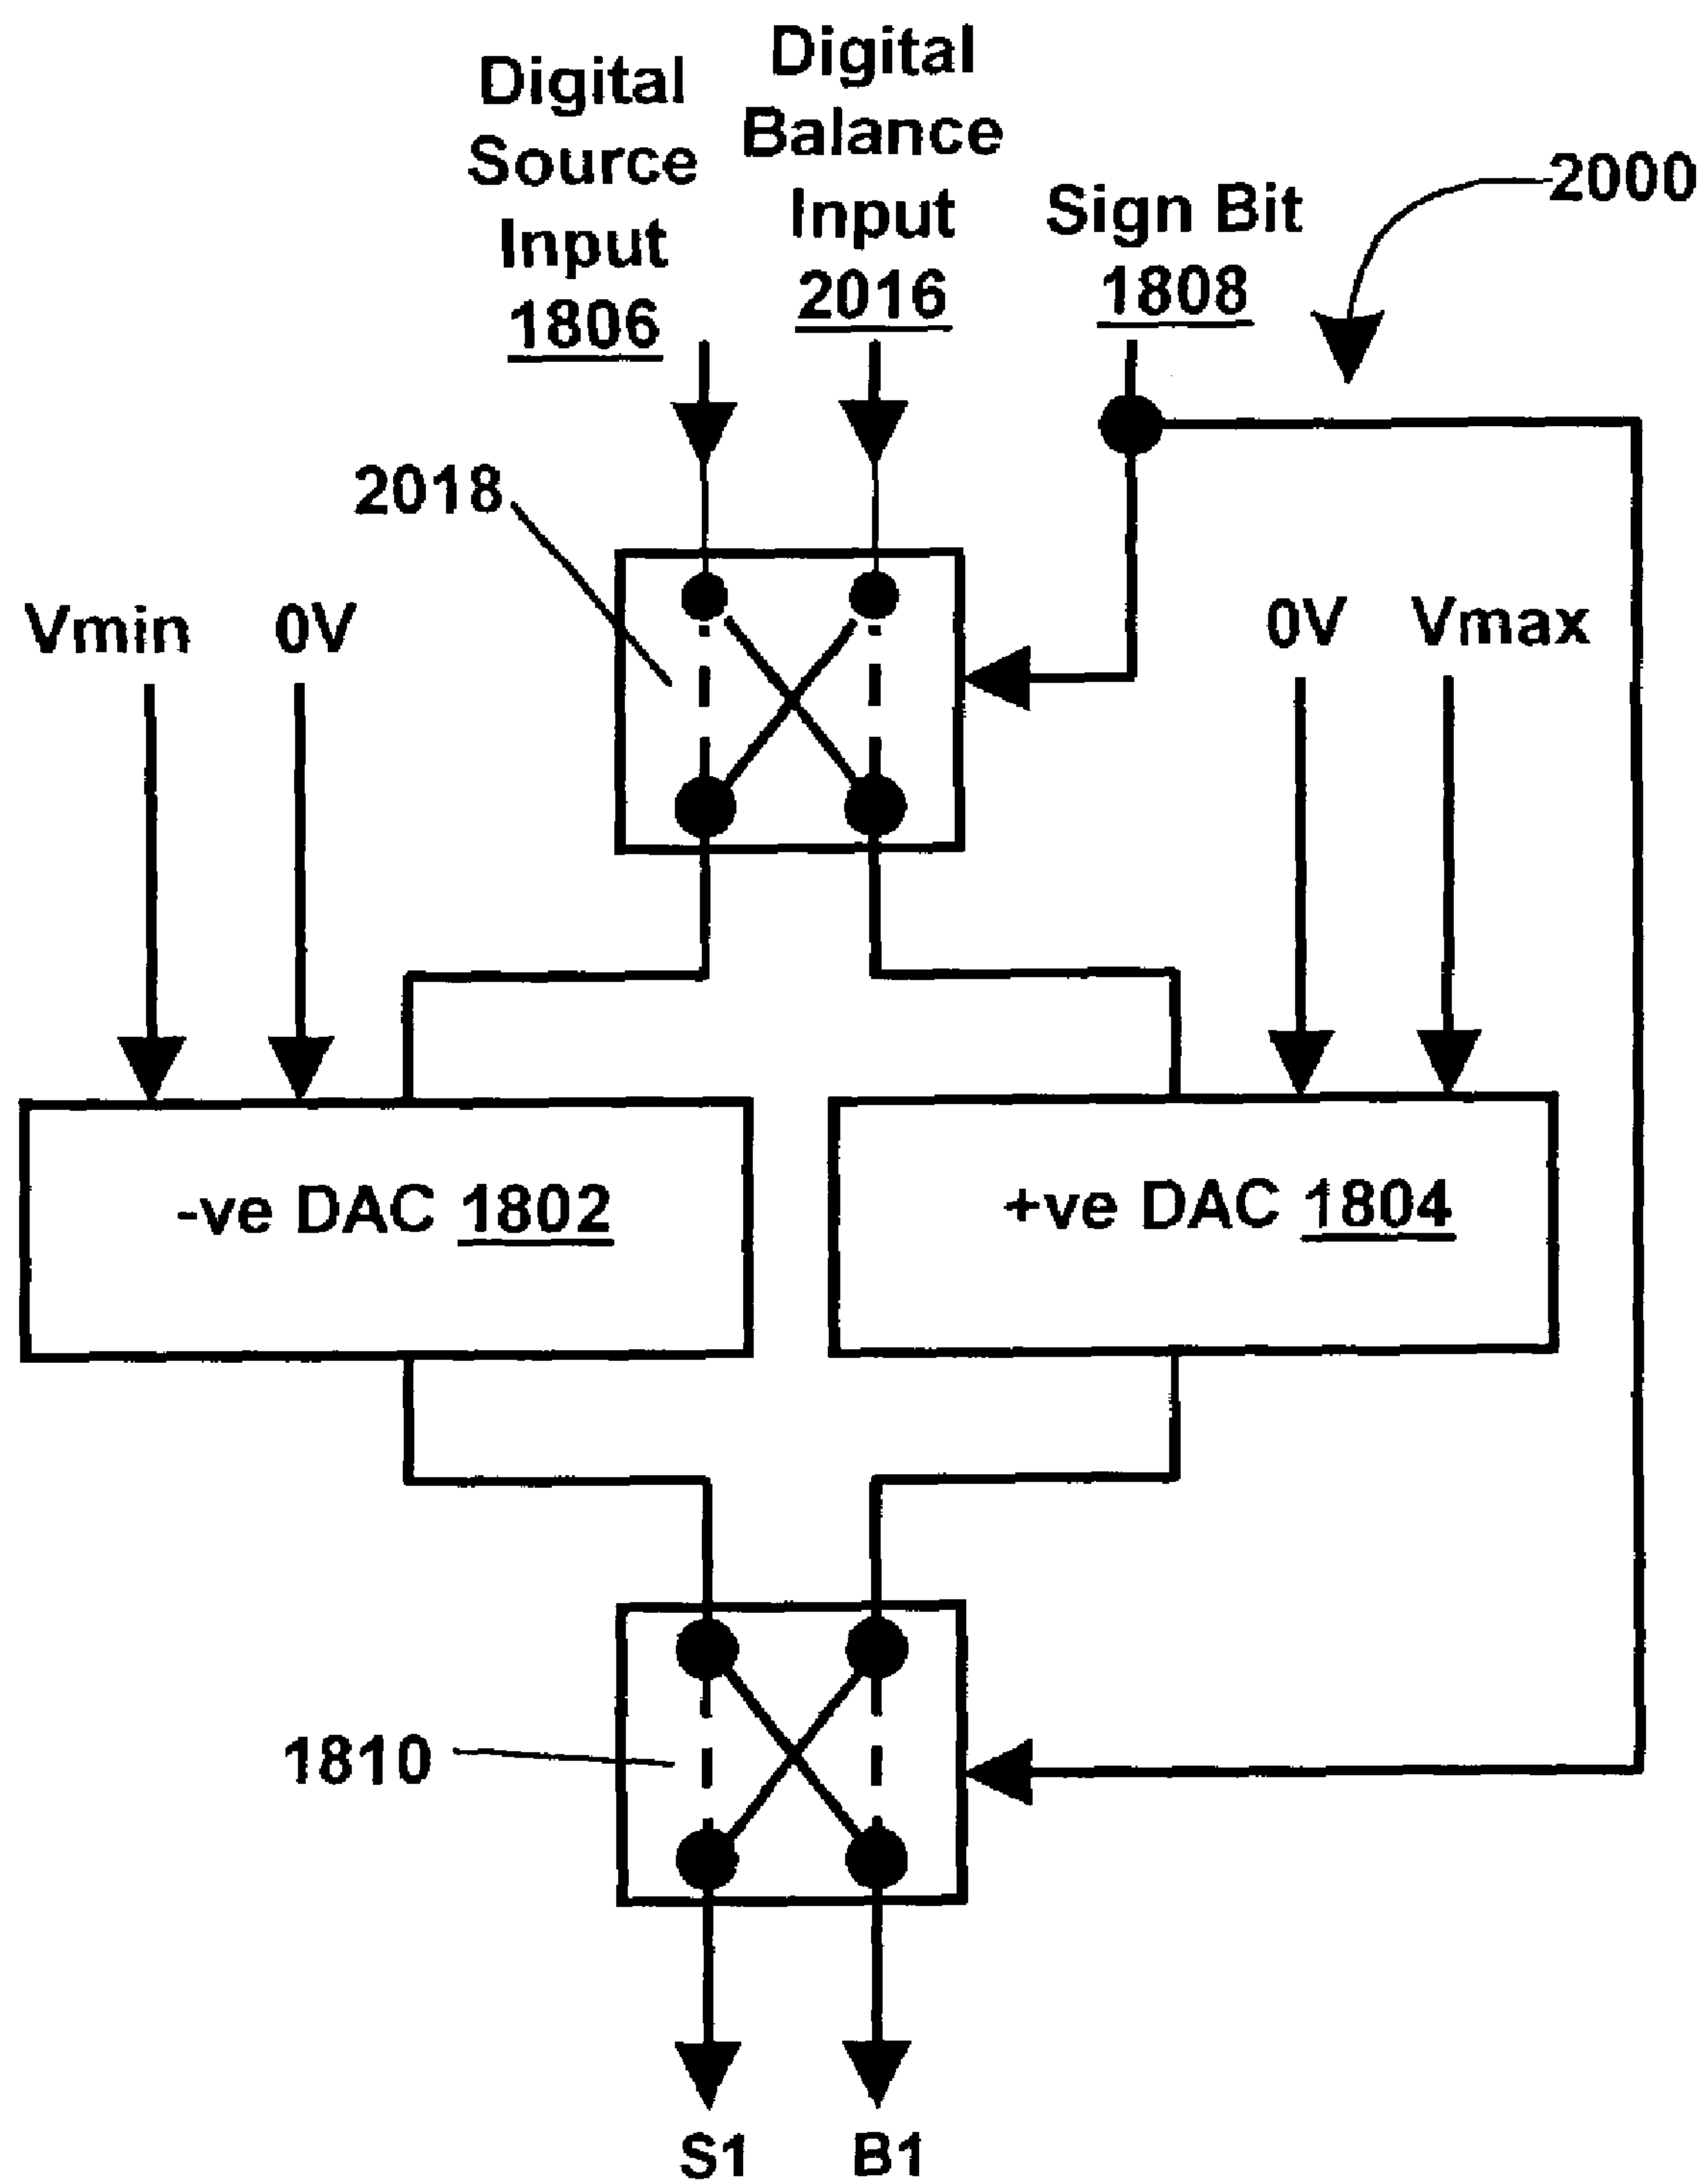 Digital
Source
Input
1806
Digital
Balance
Input
2016
Sign Bit
1808
2000
2018
Vmin
0V
0V
Vmax
-ve DAC 1802
+ve DAC 1804
1810
S1
B1